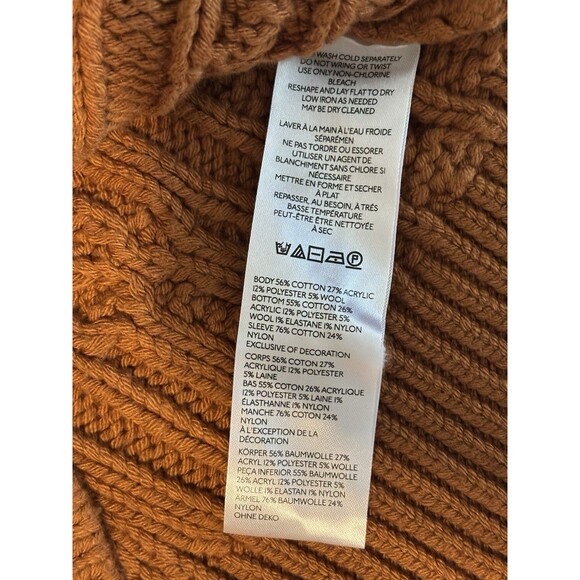 WASH COLD SEPARATELY
DO NOT WRING OR TWIST
USE ONLY NON-CHLORINE
BLEACH
RESHAPE AND LAY FLAT TO DRY
LOW IRON AS NEEDED
MAY BE DRY CLEANED
LAVER À LA MAIN À L'EAU FROIDE
SÉPARÉMEN
NE PAS TORDRE OU ESSORER
UTILISER UN AGENT DE
BLANCHIMENT SANS CHLORE SI
NÉCESSAIRE
METTRE EN FORME ET SECHER
À PLAT
REPASSER, AU BESOIN, À TRÉS
BASSE TEMPÉRATURE
PEUT-ÊTRE ÊTRE NETTOYÉE
À SEC
P
BODY 56% COTTON 27% ACRYLIC
12% POLYESTER 5% WOOL
BOTTOM 55% COTTON 26%
ACRYLIC 12% POLYESTER 5%
WOOL 1% ELASTANE 1% NYLON
SLEEVE 76% COTTON 24%
NYLON
EXCLUSIVE OF DECORATION
CORPS 56% COTON 27%
ACRYLIQUE 12% POLYESTER
5% LAINE
BAS 55% COTON 26% ACRYLIQUE
12% POLYESTER 5% LAINE 1%
ÉLASTHANNE 1% NYLON
MANCHE 76% COTON 24%
NYLON
À L'EXCEPTION DE LA
DÉCORATION
KÖRPER 56% BAUMWOLLE 27%
ACRYL 12% POLYESTER 5% WOLLE
PEÇA INFERIOR 55% BAUMWOLLE
26% ACRYL 12% POLYESTER 5%
WOLLE 1% ELASTAN 1% NYLON
ÄRMEL 76% BAUMWOLLE 24%
NYLON
OHNE DEKO